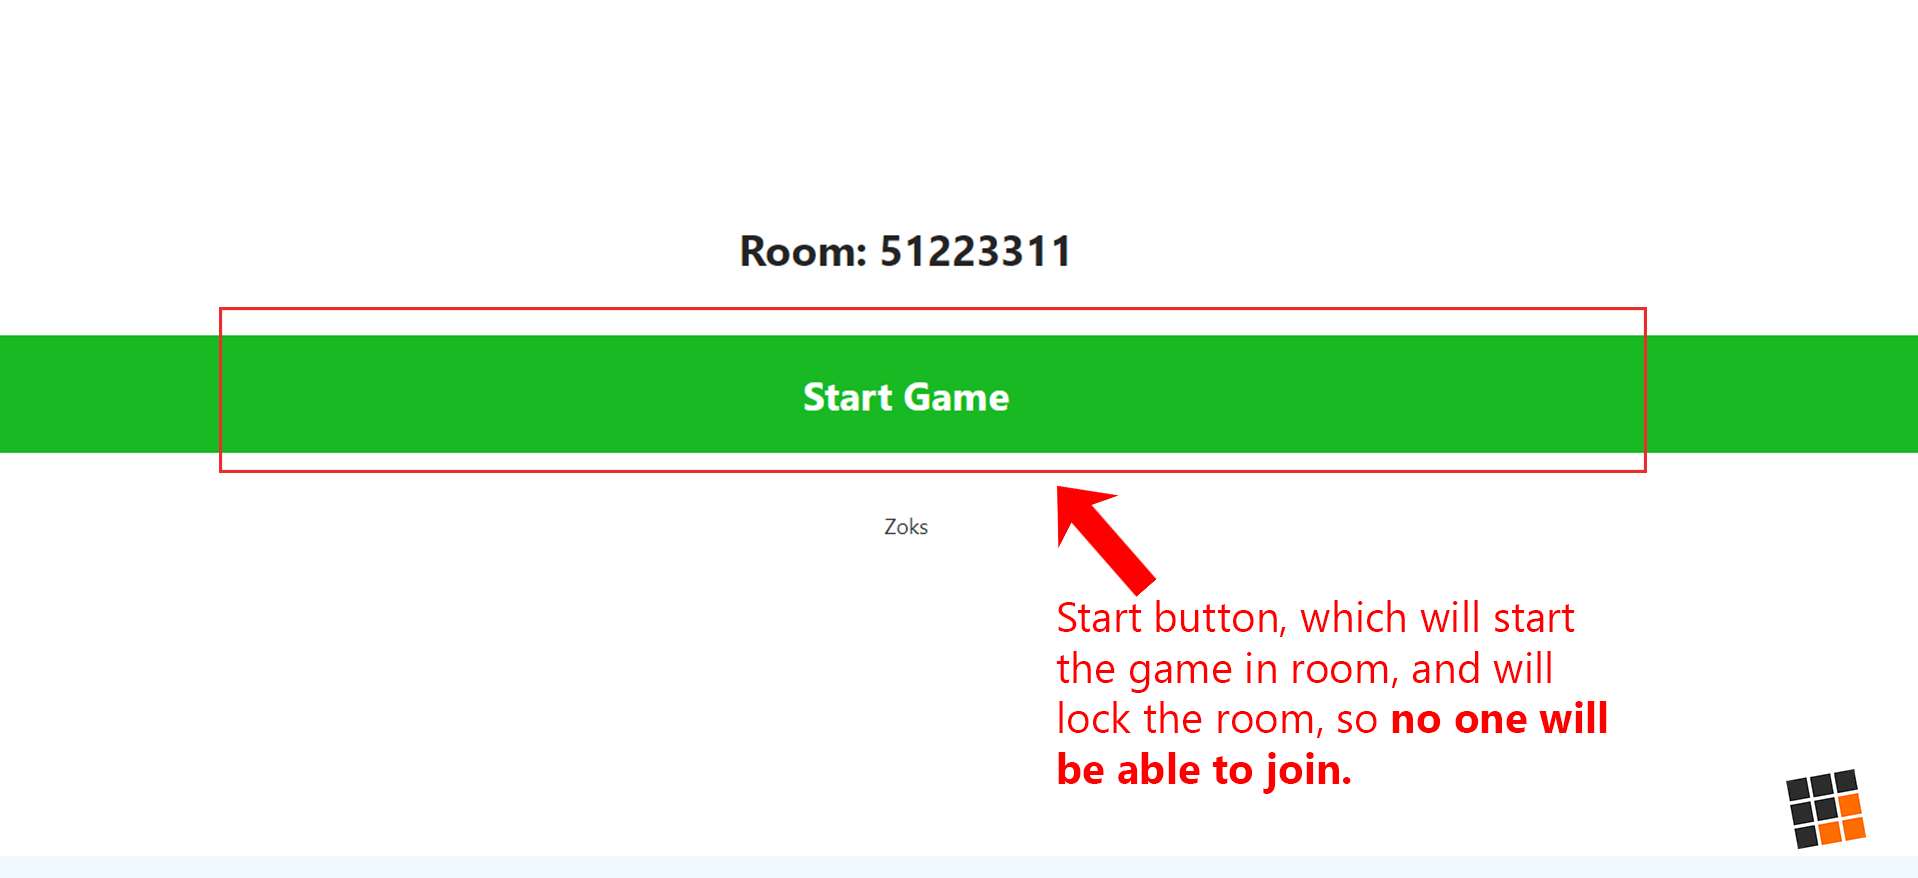 Room: 51223311
Start Game
Zoks
Start button, which will start
the game in room, and will
lock the room, so no one will
be able to join.